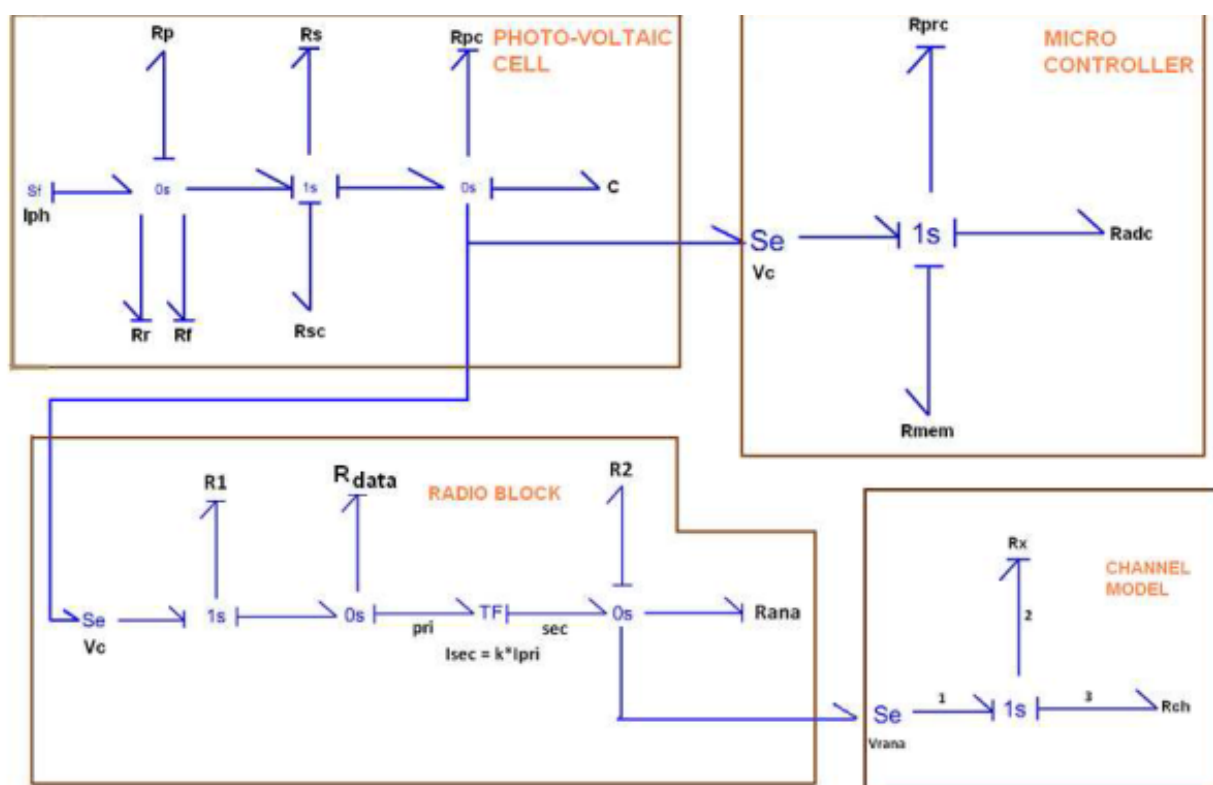 Rp
Rs
Rpc
PHOTO-VOLTAIC
CELL
Sf
Iph
0s
1s
0s
C
Rr
Rf
Rsc
Rprc
MICRO
CONTROLLER
Se
Vc
1s
Radc
Rmem
R1
Rdata
RADIO BLOCK
R2
Se
Vc
1s
0s
pri
TF
sec
0s
Rana
Isec = k*Ipri
Rx
CHANNEL
MODEL
2
Se
Vrana
1
1s
3
Rch